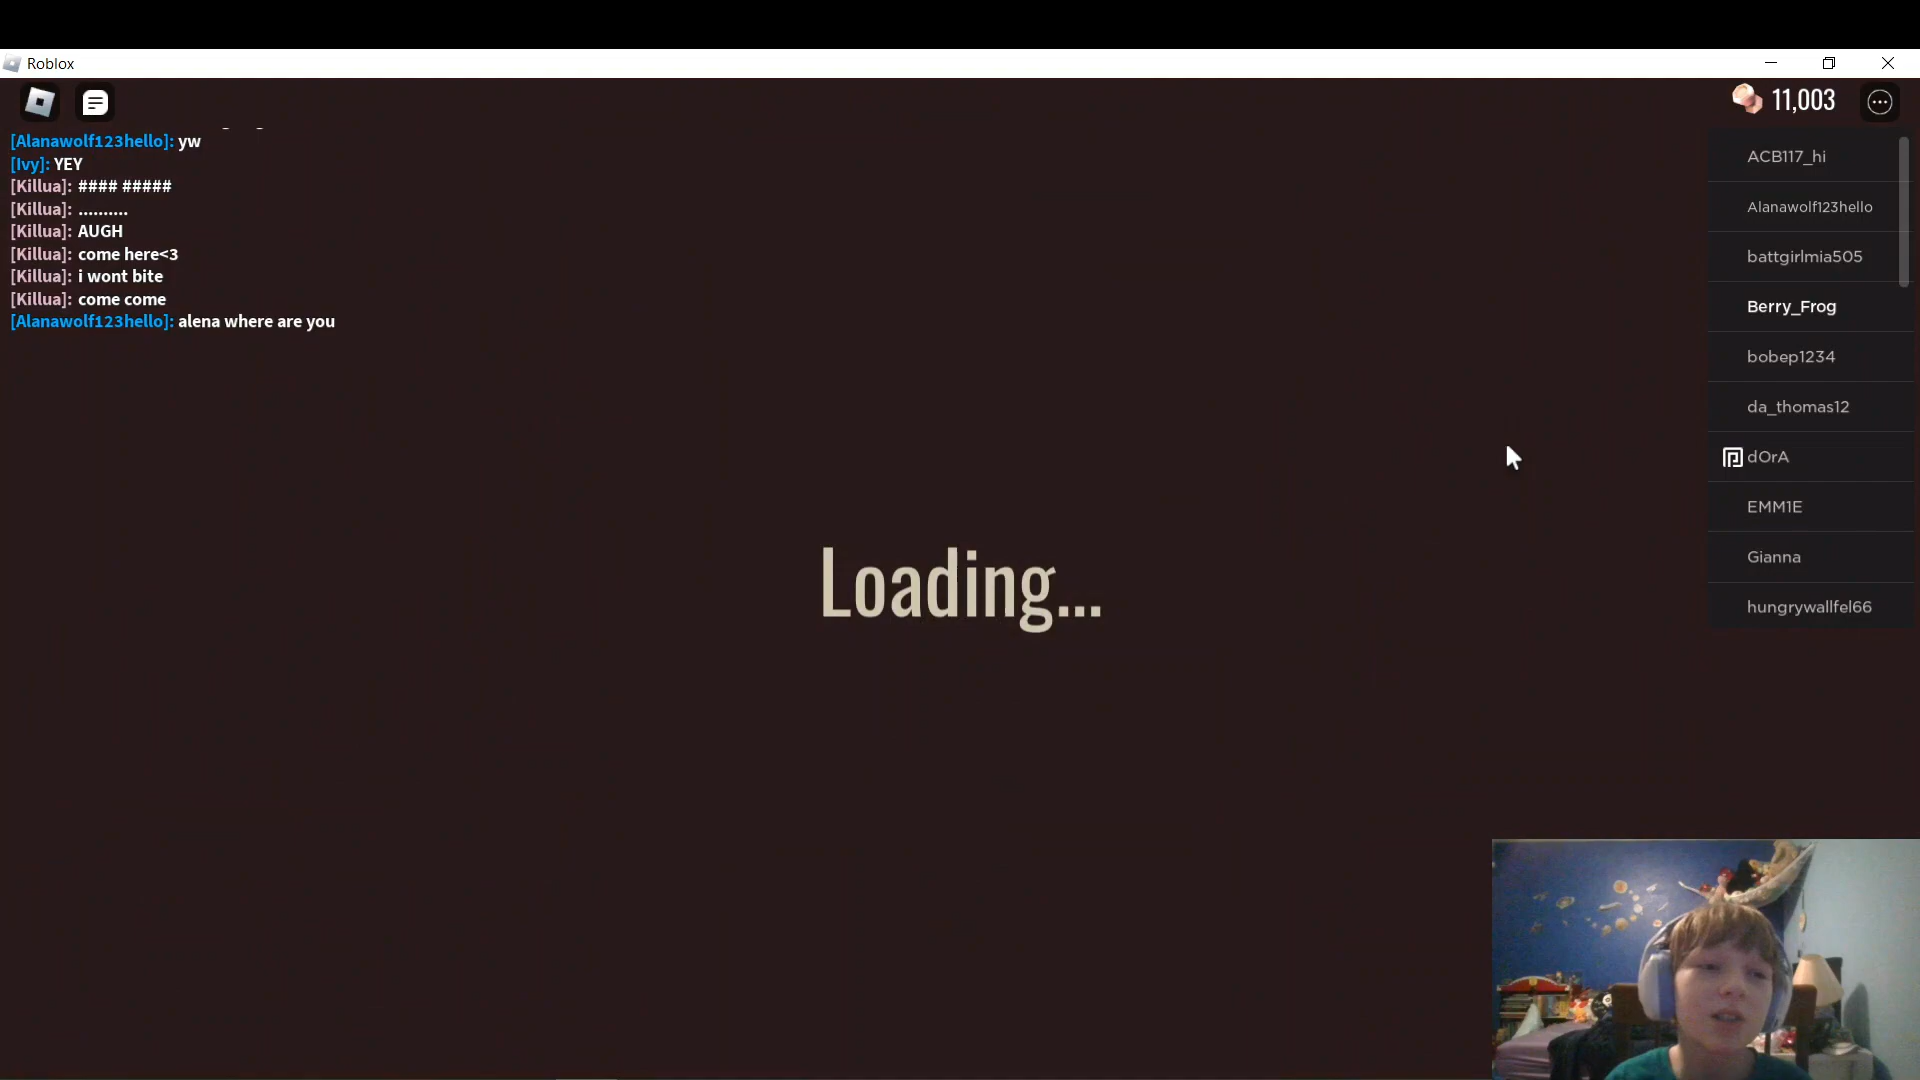 Roblox
11,003
[Alanawolf123hello]: yw
[Ivy]: YEY
[Killua]: #### #####
[Killua]: ..........
[Killua]: AUGH
[Killua]: come here<3
[Killua]: i wont bite
[Killua]: come come
[Alanawolf123hello]: alena where are you
ACB117_hi
Alanawolf123hello
battgirlmia505
Berry_Frog
bobep1234
da_thomas12
dOrA
EMM1E
Gianna
hungrywallfel66
Loading...